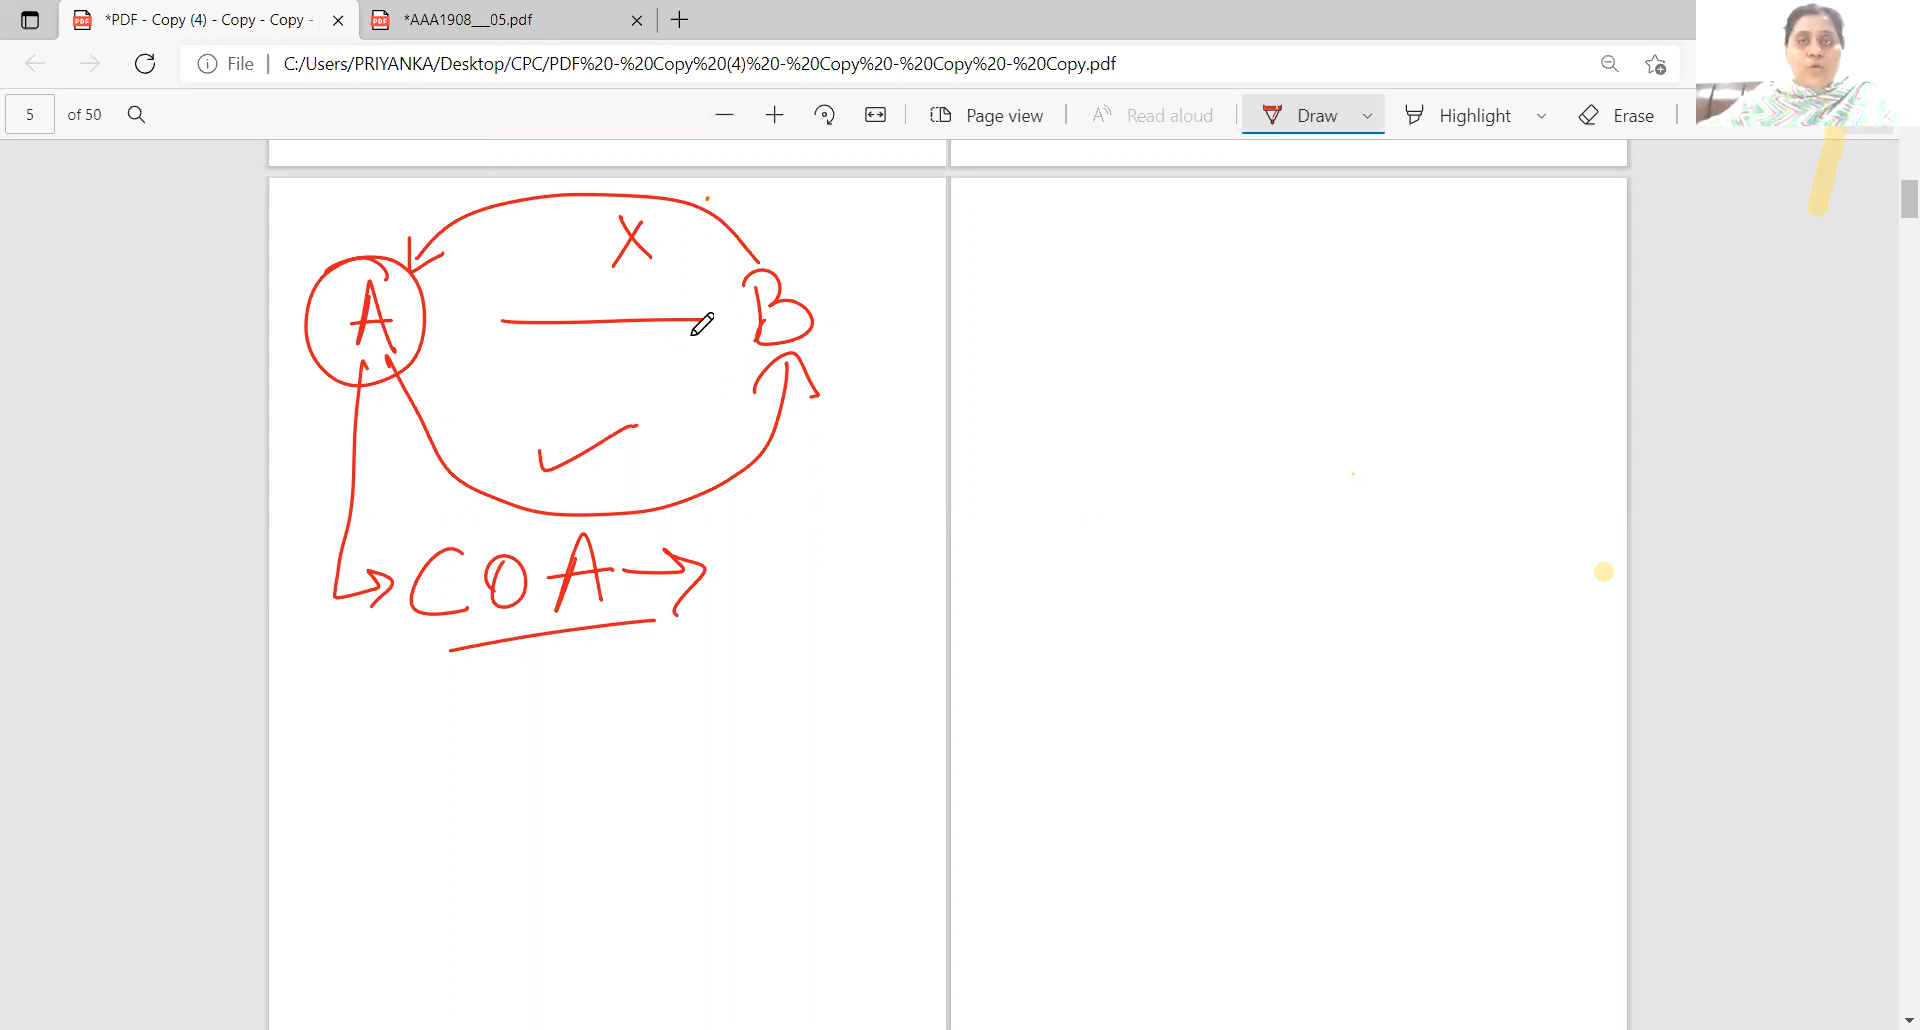 *PDF - Copy (4) - Copy - Copy -
*AAA1908___05.pdf
File C:/Users/PRIYANKA/Desktop/CPC/PDF%20-%20Copy%20(4)%20-%20Copy%20-%20Copy%20-%20Copy.pdf
5 of 50 Page view Read aloud Draw Highlight Erase
X
A B
COA